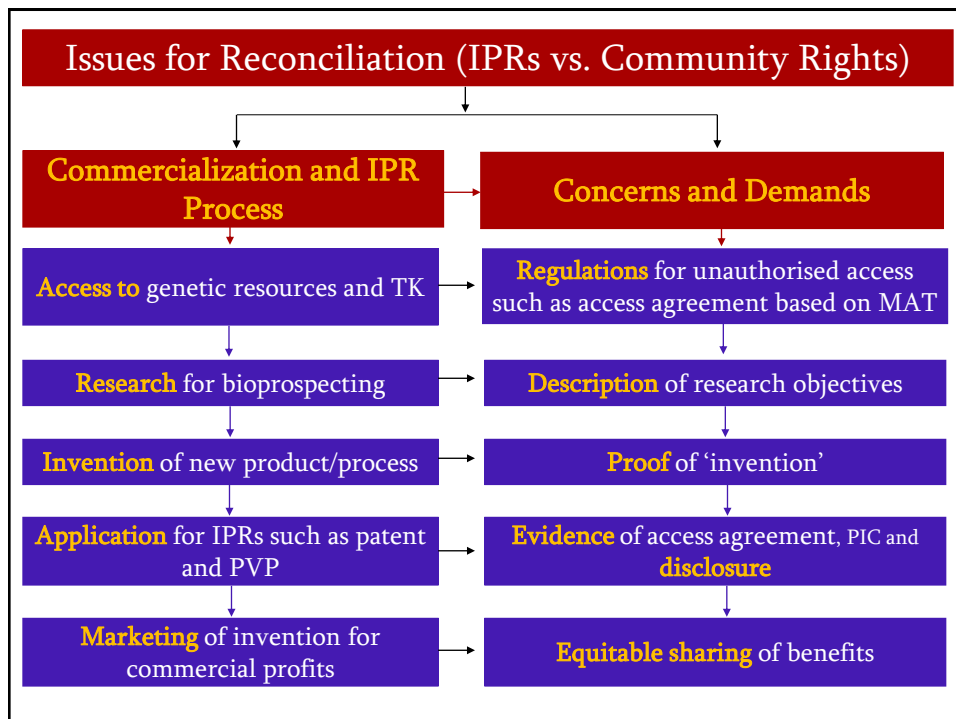 Issues for Reconciliation (IPRs vs. Community Rights)
Commercialization and IPR
Process
Concerns and Demands
Access to genetic resources and TK
Regulations for unauthorised access
such as access agreement based on MAT
Research for bioprospecting
Description of research objectives
Invention of new product/process
Proof of ‘invention’
Application for IPRs such as patent
and PVP
Evidence of access agreement, PIC and
disclosure
Marketing of invention for
commercial profits
Equitable sharing of benefits